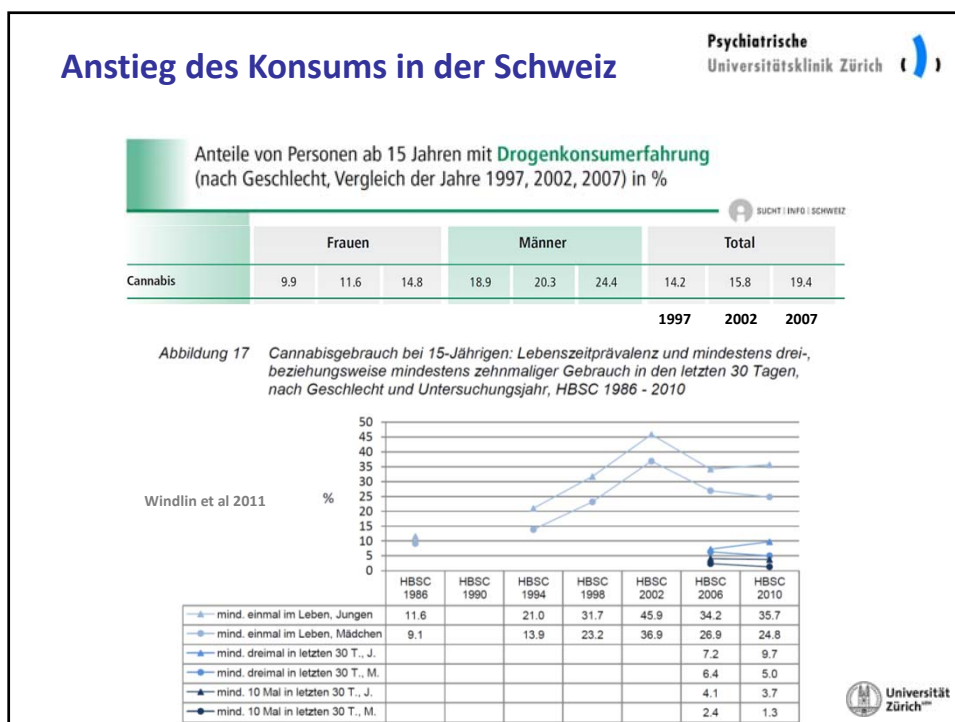 Anstieg des Konsums in der Schweiz
Psychiatrische
Universitätsklinik Zürich
Anteile von Personen ab 15 Jahren mit Drogenkonsumerfahrung
(nach Geschlecht, Vergleich der Jahre 1997, 2002, 2007) in %
SUCHT | INFO | SCHWEIZ
Frauen Männer Total
Cannabis 9.9 11.6 14.8 18.9 20.3 24.4 14.2 15.8 19.4
1997 2002 2007
Abbildung 17 Cannabisgebrauch bei 15-Jährigen: Lebenszeitprävalenz und mindestens drei-,
beziehungsweise mindestens zehnmaliger Gebrauch in den letzten 30 Tagen,
nach Geschlecht und Untersuchungsjahr, HBSC 1986 - 2010
Windlin et al 2011
%
50
45
40
35
30
25
20
15
10
5
0
HBSC HBSC HBSC HBSC HBSC HBSC HBSC
1986 1990 1994 1998 2002 2006 2010
mind. einmal im Leben, Jungen 11.6 21.0 31.7 45.9 34.2 35.7
mind. einmal im Leben, Mädchen 9.1 13.9 23.2 36.9 26.9 24.8
mind. dreimal in letzten 30 T., J. 7.2 9.7
mind. dreimal in letzten 30 T., M. 6.4 5.0
mind. 10 Mal in letzten 30 T., J. 4.1 3.7
mind. 10 Mal in letzten 30 T., M. 2.4 1.3
Universität
Zürich